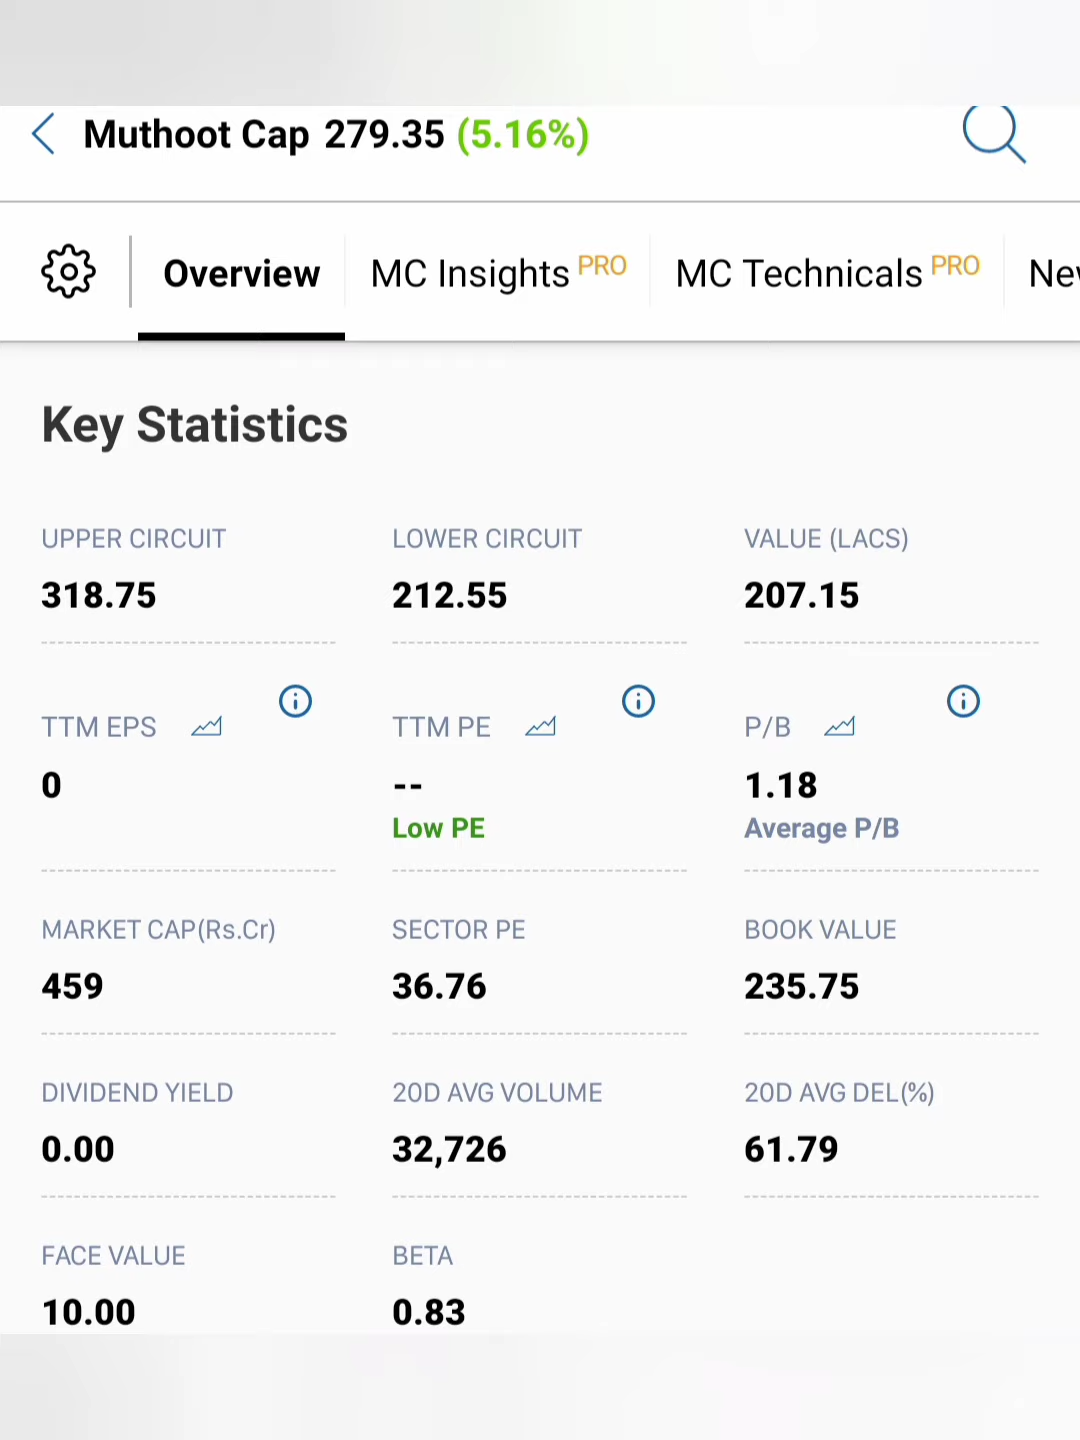 Muthoot Cap 279.35 (5.16%)
Overview MC Insights PRO MC Technicals PRO
Key Statistics
UPPER CIRCUIT LOWER CIRCUIT VALUE (LACS)
318.75 212.55 207.15
TTM EPS TTM PE P/B
0 -- 1.18
Low PE Average P/B
MARKET CAP(Rs.Cr) SECTOR PE BOOK VALUE
459 36.76 235.75
DIVIDEND YIELD 20D AVG VOLUME 20D AVG DEL(%)
0.00 32,726 61.79
FACE VALUE BETA
10.00 0.83